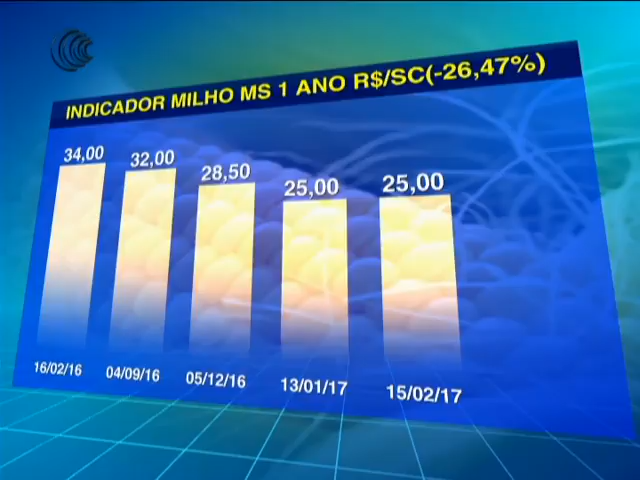 INDICADOR MILHO MS 1 ANO R$/SC(-26,47%)
34,00 32,00 28,50 25,00 25,00
16/02/16 04/09/16 05/12/16 13/01/17 15/02/17